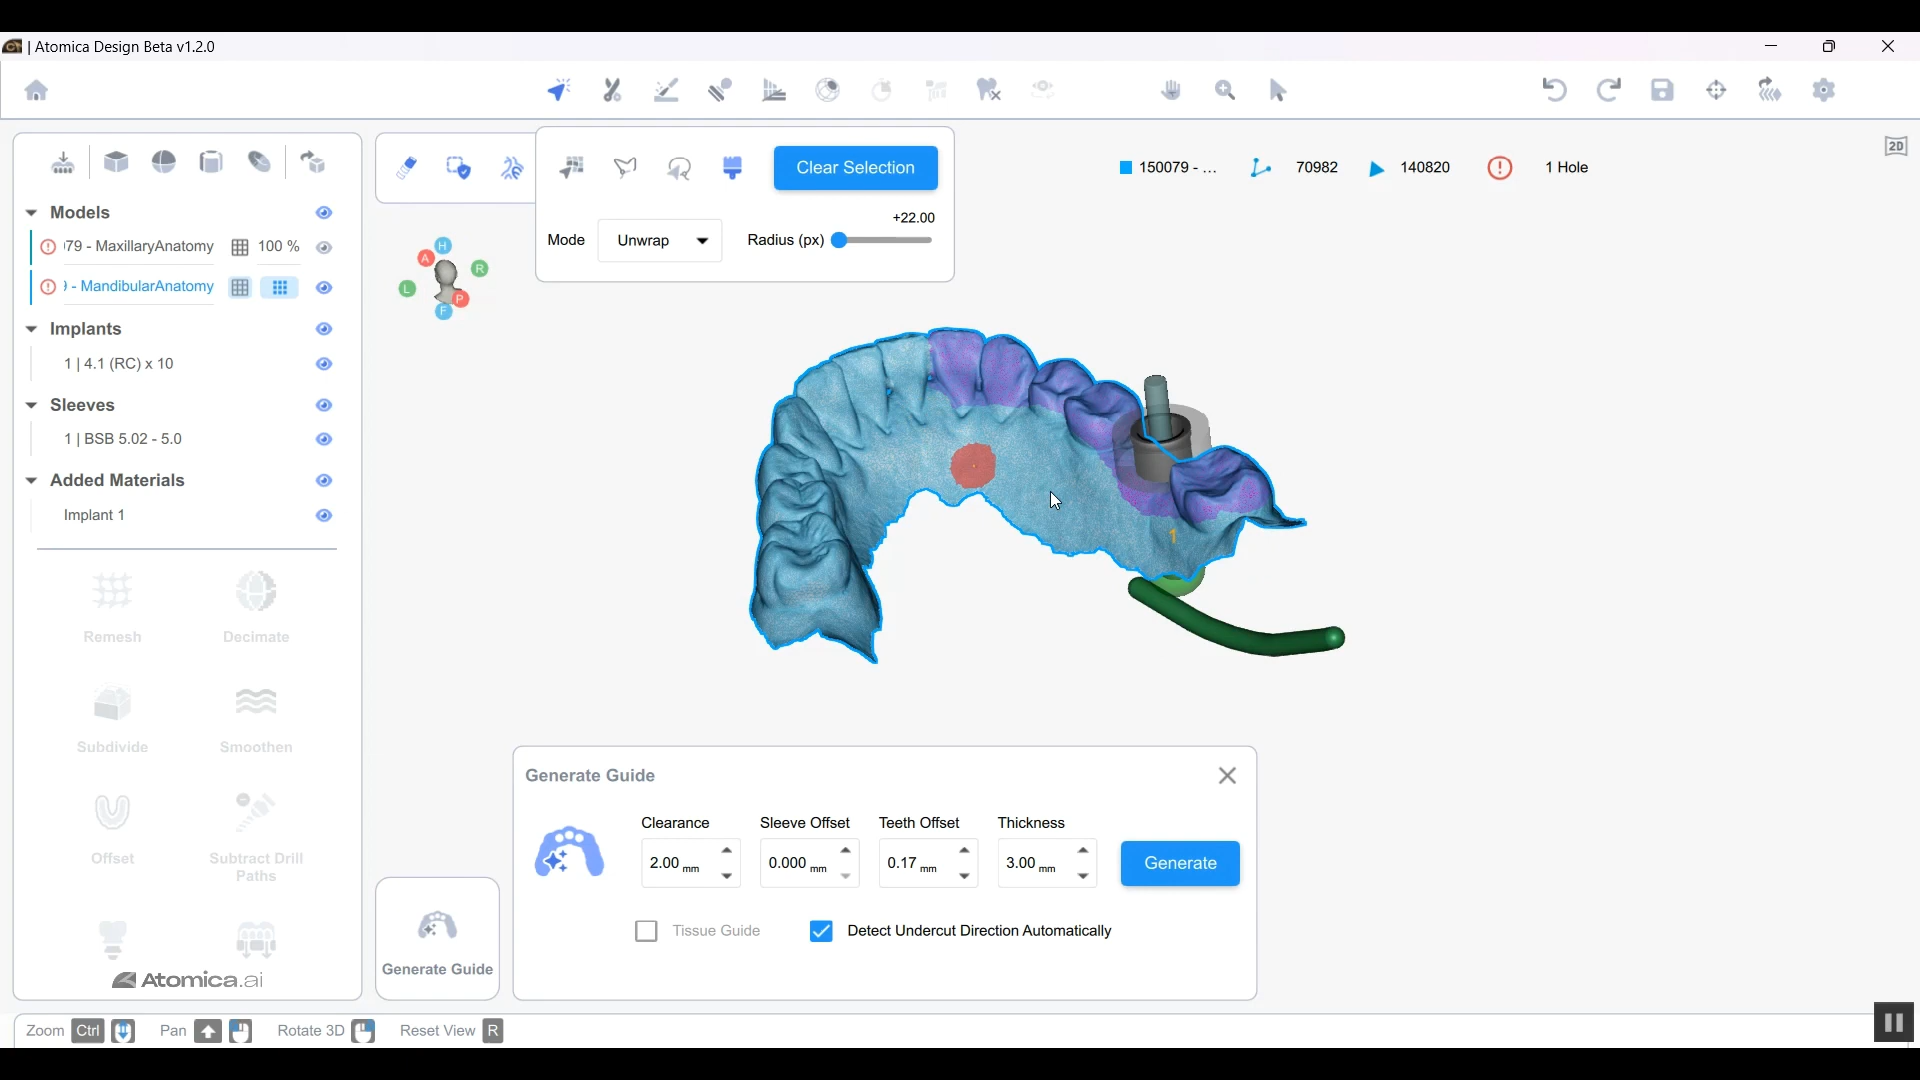 | Atomica Design Beta v1.2.0
Clear Selection
Mode Unwrap Radius (px) +22.00
150079 - ... 70982 140820 1 Hole
2D
Models
79 - MaxillaryAnatomy 100 %
- MandibularAnatomy
Implants
1 | 4.1 (RC) x 10
Sleeves
1 | BSB 5.02 - 5.0
Added Materials
Implant 1
H
A
R
L
P
F
1
Remesh Decimate
Subdivide Smoothen
Offset Subtract Drill
Paths
Atomica.ai
Generate Guide
Generate Guide
Clearance Sleeve Offset Teeth Offset Thickness
2.00 mm 0.000 mm 0.17 mm 3.00 mm Generate
Tissue Guide Detect Undercut Direction Automatically
Zoom Ctrl Pan Rotate 3D Reset View R